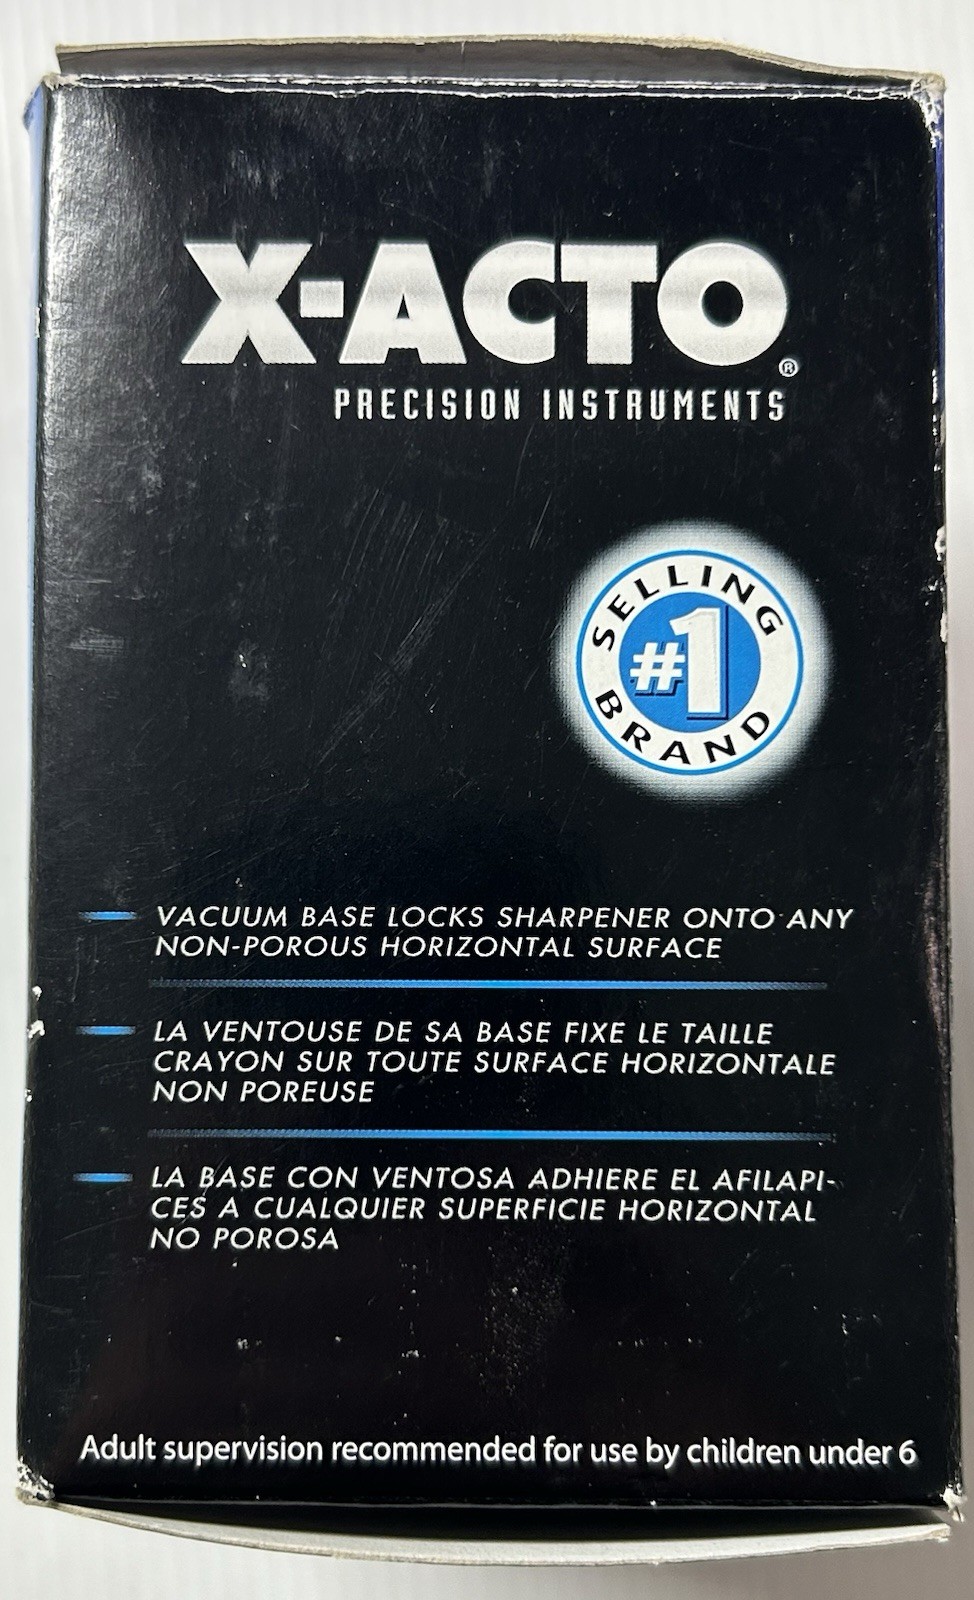 X-ACTO®
PRECISION INSTRUMENTS
SELLING
#1
BRAND
VACUUM BASE LOCKS SHARPENER ONTO ANY
NON-POROUS HORIZONTAL SURFACE
LA VENTOUSE DE SA BASE FIXE LE TAILLE
CRAYON SUR TOUTE SURFACE HORIZONTALE
NON POREUSE
LA BASE CON VENTOSA ADHIERE EL AFILAPI-
CES A CUALQUIER SUPERFICIE HORIZONTAL
NO POROSA
Adult supervision recommended for use by children under 6